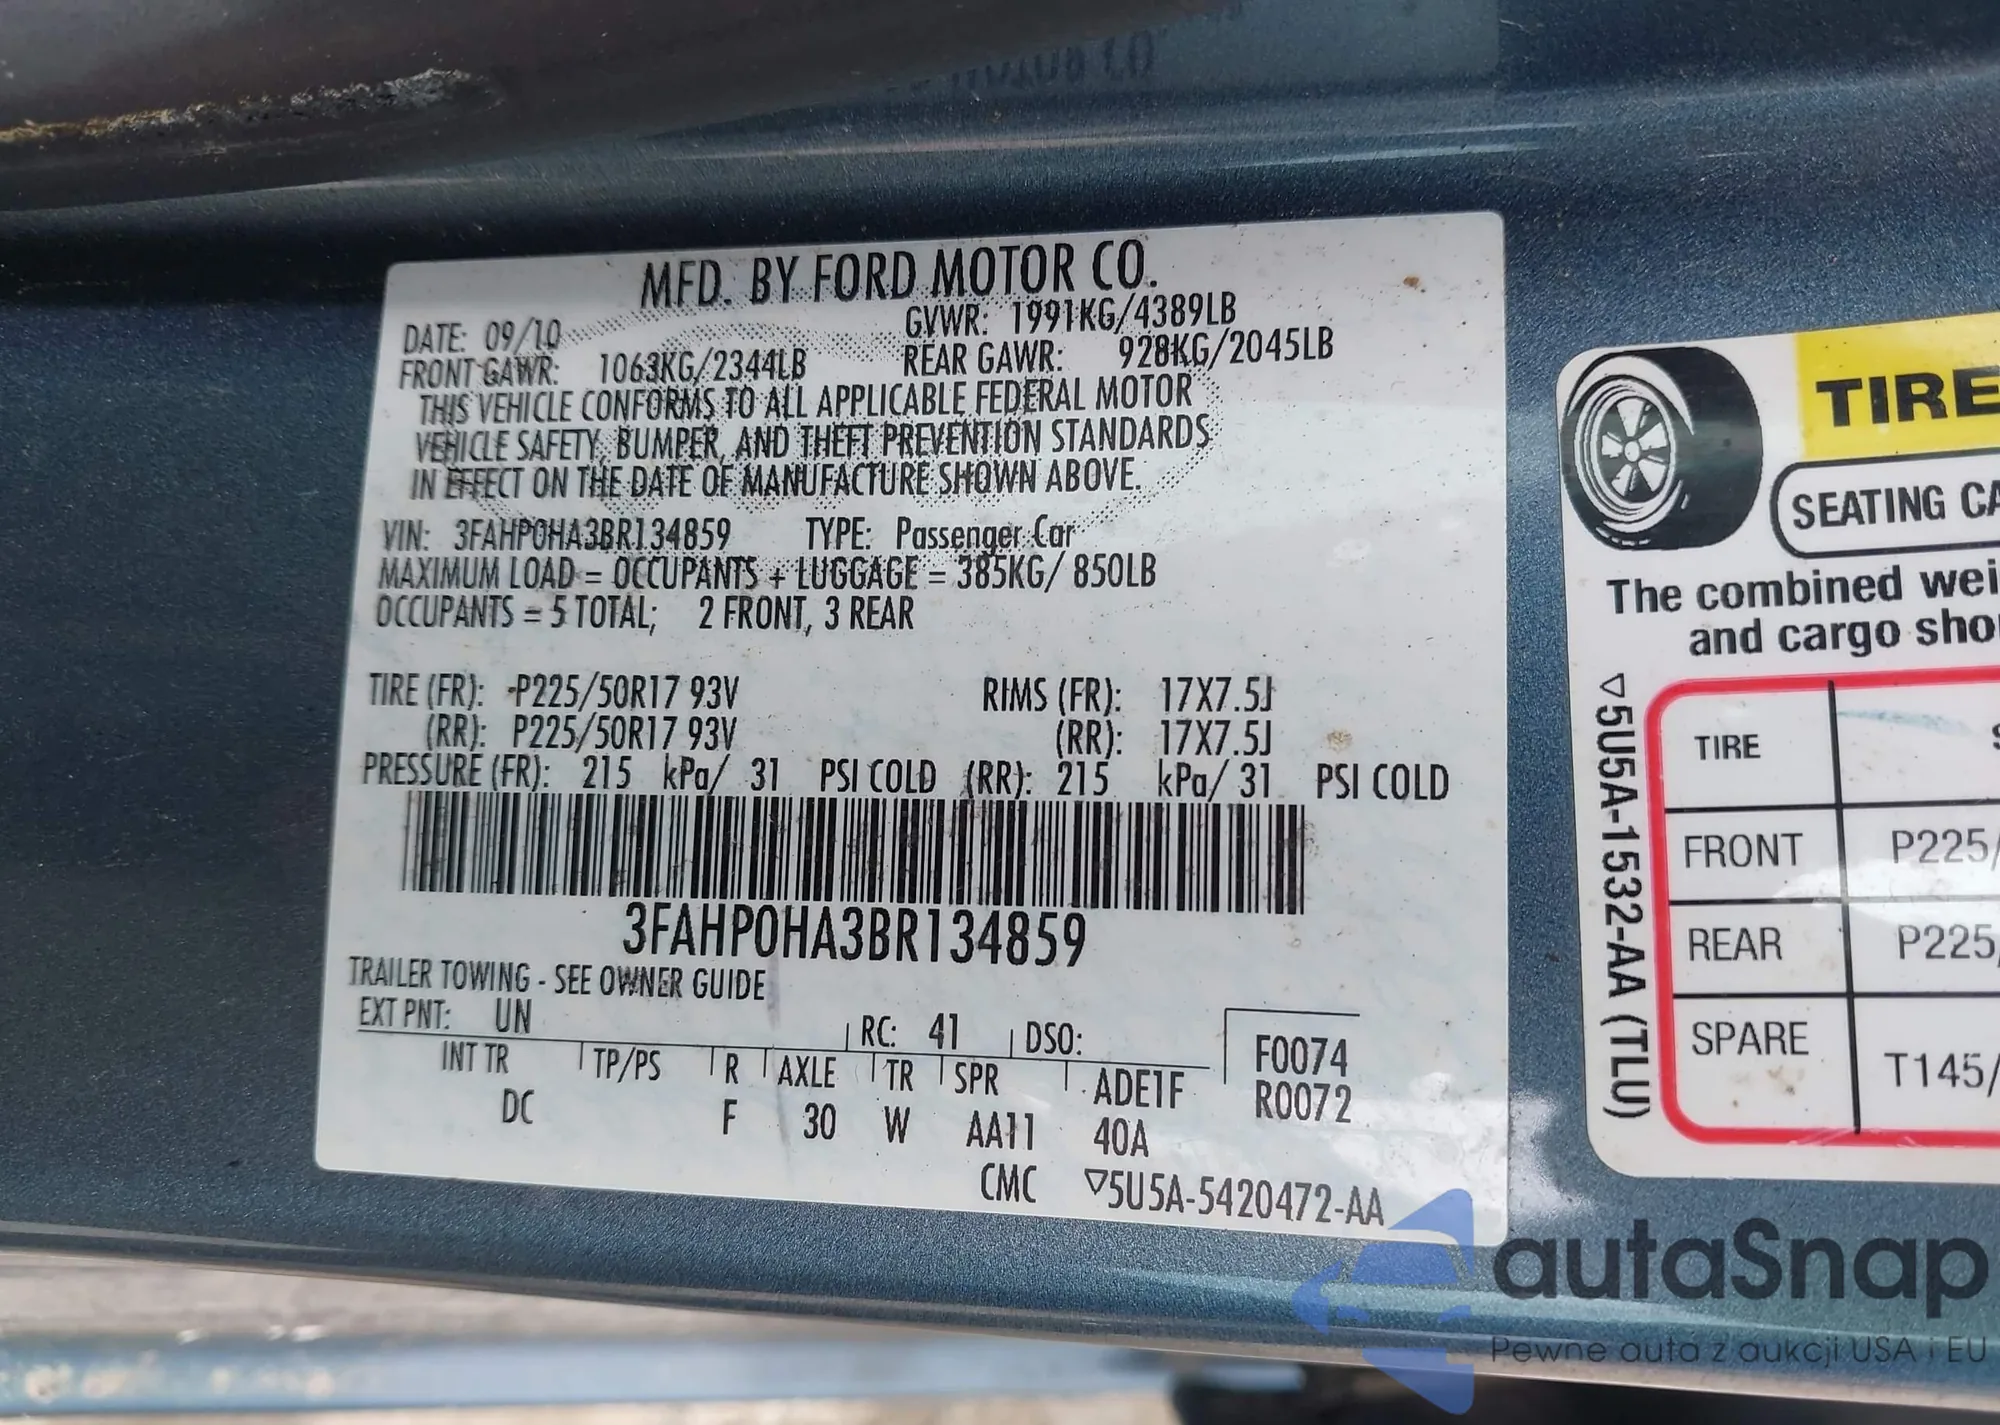 MFD. BY FORD MOTOR CO.
DATE: 09/10 GVWR: 1991KG/4389LB
FRONT GAWR: 1063KG/2344LB REAR GAWR: 928KG/2045LB
THIS VEHICLE CONFORMS TO ALL APPLICABLE FEDERAL MOTOR
VEHICLE SAFETY, BUMPER, AND THEFT PREVENTION STANDARDS
IN EFFECT ON THE DATE OF MANUFACTURE SHOWN ABOVE.
VIN: 3FAHP0HA3BR134859 TYPE: Passenger Car
MAXIMUM LOAD = OCCUPANTS + LUGGAGE = 385KG/ 850LB
OCCUPANTS = 5 TOTAL; 2 FRONT, 3 REAR
TIRE (FR): P225/50R17 93V RIMS (FR): 17X7.5J
(RR): P225/50R17 93V (RR): 17X7.5J
PRESSURE (FR): 215 kPa/ 31 PSI COLD (RR): 215 kPa/ 31 PSI COLD
3FAHP0HA3BR134859
TRAILER TOWING - SEE OWNER GUIDE
EXT PNT: UN RC: 41 DSO:
INT TR TP/PS R AXLE TR SPR ADE1F F0074
DC F 30 W AA11 40A R0072
CMC ▽5U5A-5420472-AA
TIRE
SEATING CA
The combined wei
and cargo sho
▽5U5A-1532-AA (TLU)
TIRE S
FRONT P225/
REAR P225/
SPARE T145/
autaSnap
Pewne auta z aukcji USA i EU